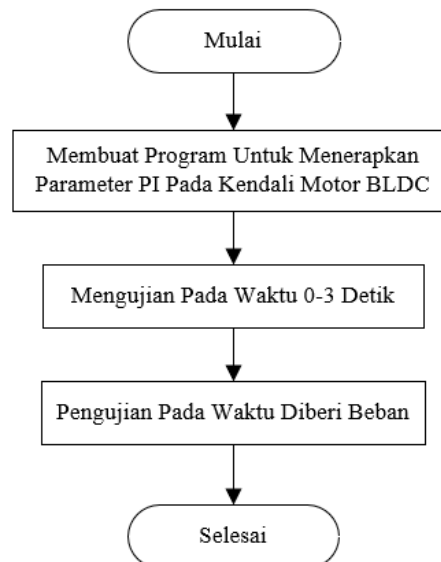 Mulai
Membuat Program Untuk Menerapkan
Parameter PI Pada Kendali Motor BLDC
Mengujian Pada Waktu 0-3 Detik
Pengujian Pada Waktu Diberi Beban
Selesai